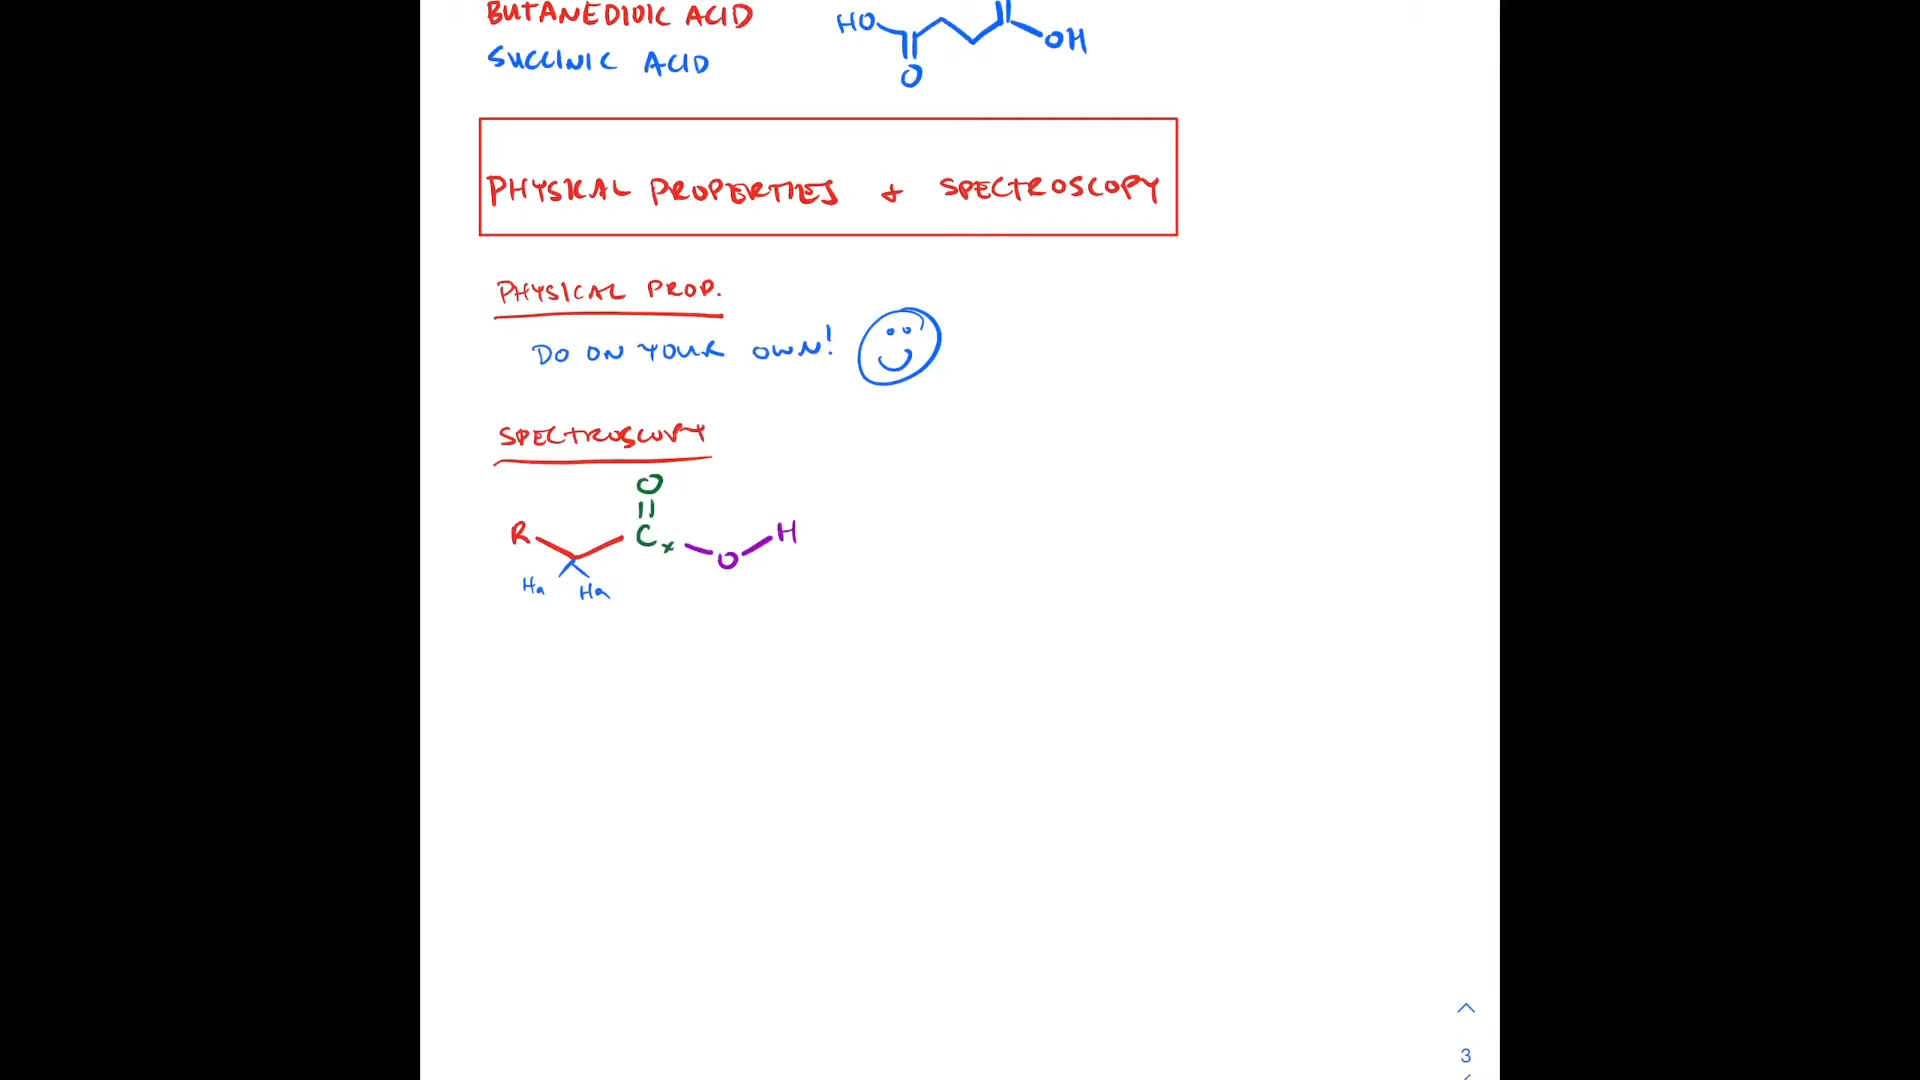 BUTANEDIOIC ACID
SUCCINIC ACID
HO
O
OH
PHYSICAL PROPERTIES + SPECTROSCOPY
PHYSICAL PROP.
DO ON YOUR OWN!
SPECTROSCOPY
O
R C x O H
Ha Ha
3